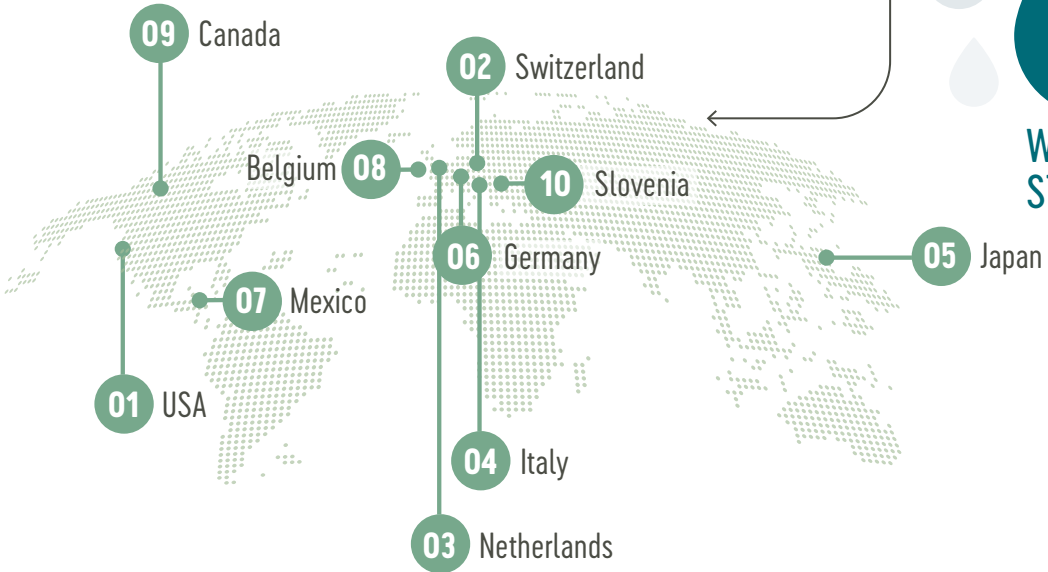 09 Canada
02 Switzerland
Belgium 08
10 Slovenia
06 Germany
05 Japan
07 Mexico
01 USA
04 Italy
03 Netherlands